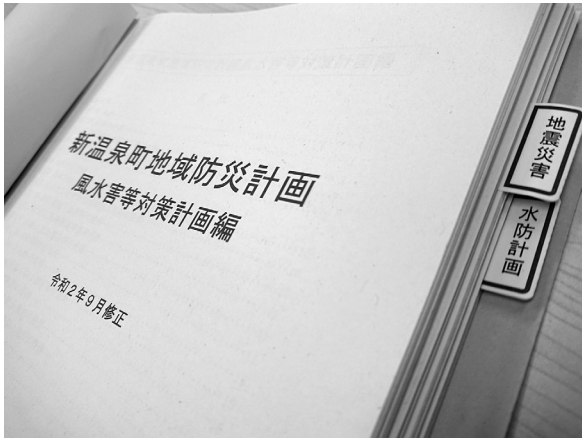 新温泉町地域防災計画
風水害等対策計画編
令和2年9月修正
地震災害
水防計画